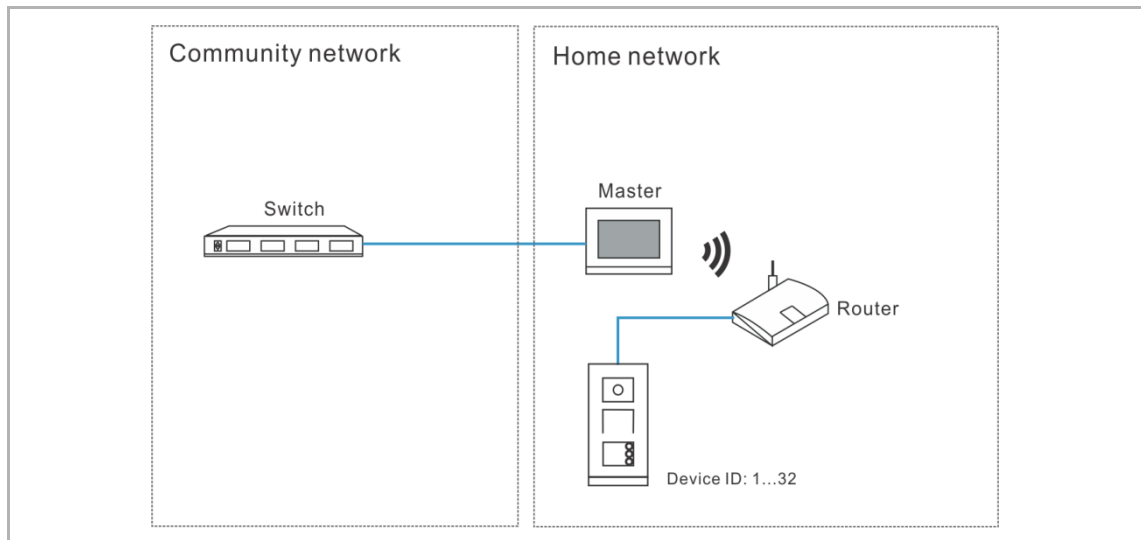 Community network
Home network
Master
Switch
Router
Device ID: 1...32